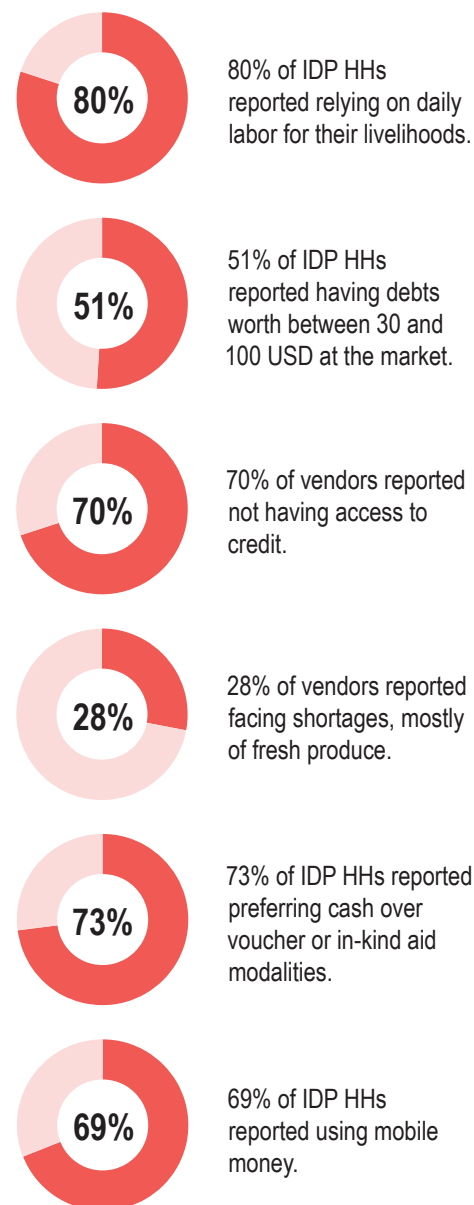 80%
80% of IDP HHs
reported relying on daily
labor for their livelihoods.
51%
51% of IDP HHs
reported having debts
worth between 30 and
100 USD at the market.
70%
70% of vendors reported
not having access to
credit.
28%
28% of vendors reported
facing shortages, mostly
of fresh produce.
73%
73% of IDP HHs reported
preferring cash over
voucher or in-kind aid
modalities.
69%
69% of IDP HHs
reported using mobile
money.